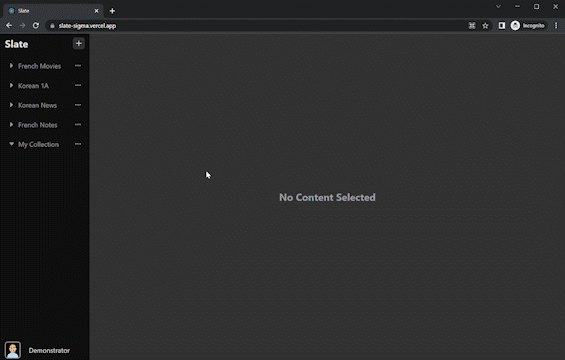 Slate
slate-sigma.vercel.app
Incognito
Slate
French Movies
Korean 1A
Korean News
French Notes
My Collection
No Content Selected
Demonstrator